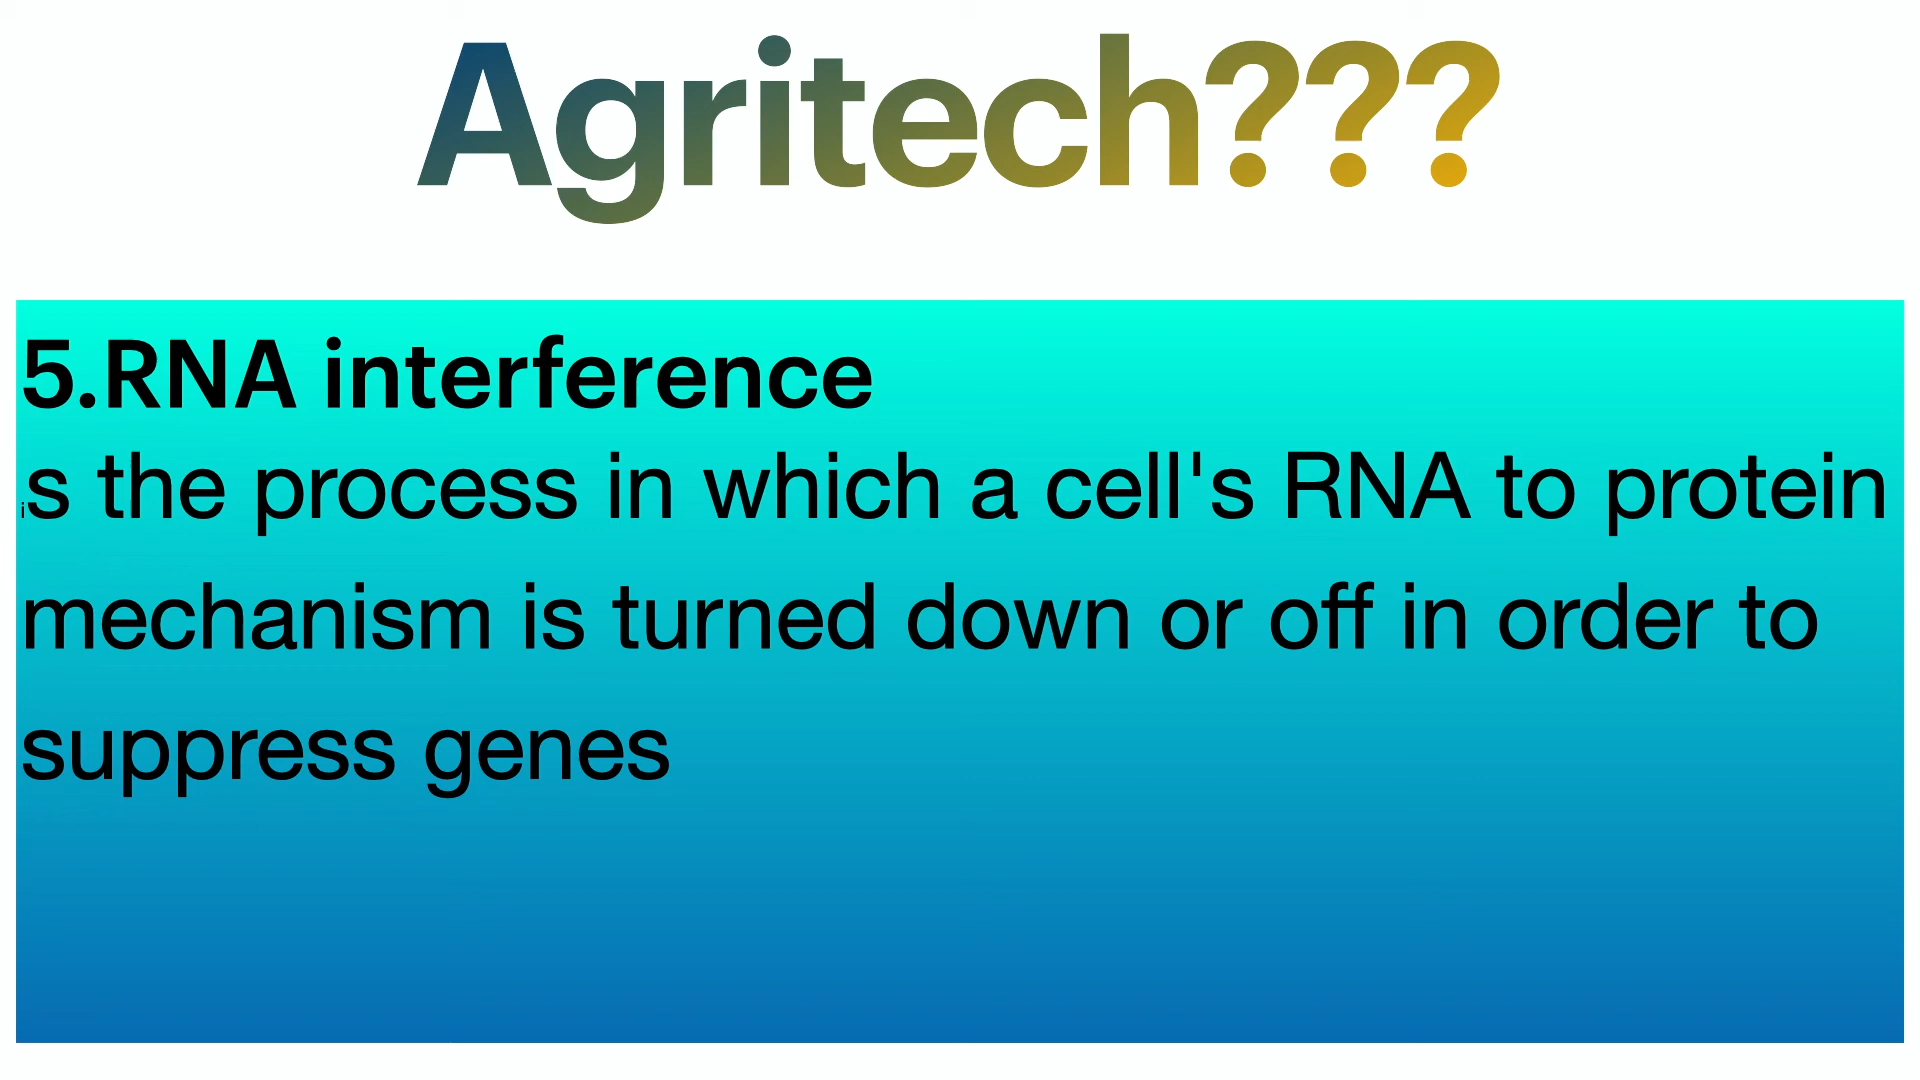 Agritech???
5.RNA interference
is the process in which a cell's RNA to protein
mechanism is turned down or off in order to
suppress genes